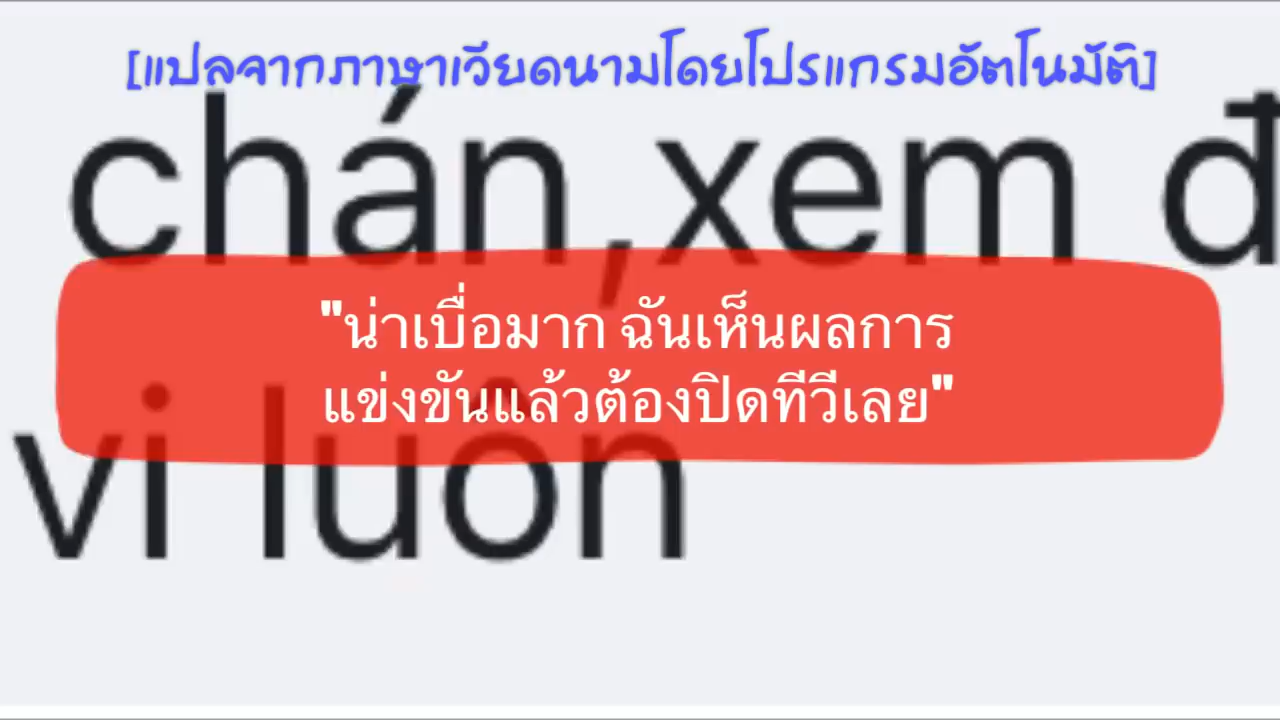 [แปลจากภาษาเวียดนามโดยโปรแกรมอัตโนมัติ]
chán,xem đ
"น่าเบื่อมาก ฉันเห็นผลการ
แข่งขันแล้วต้องปิดทีวีเลย"
vi luôn